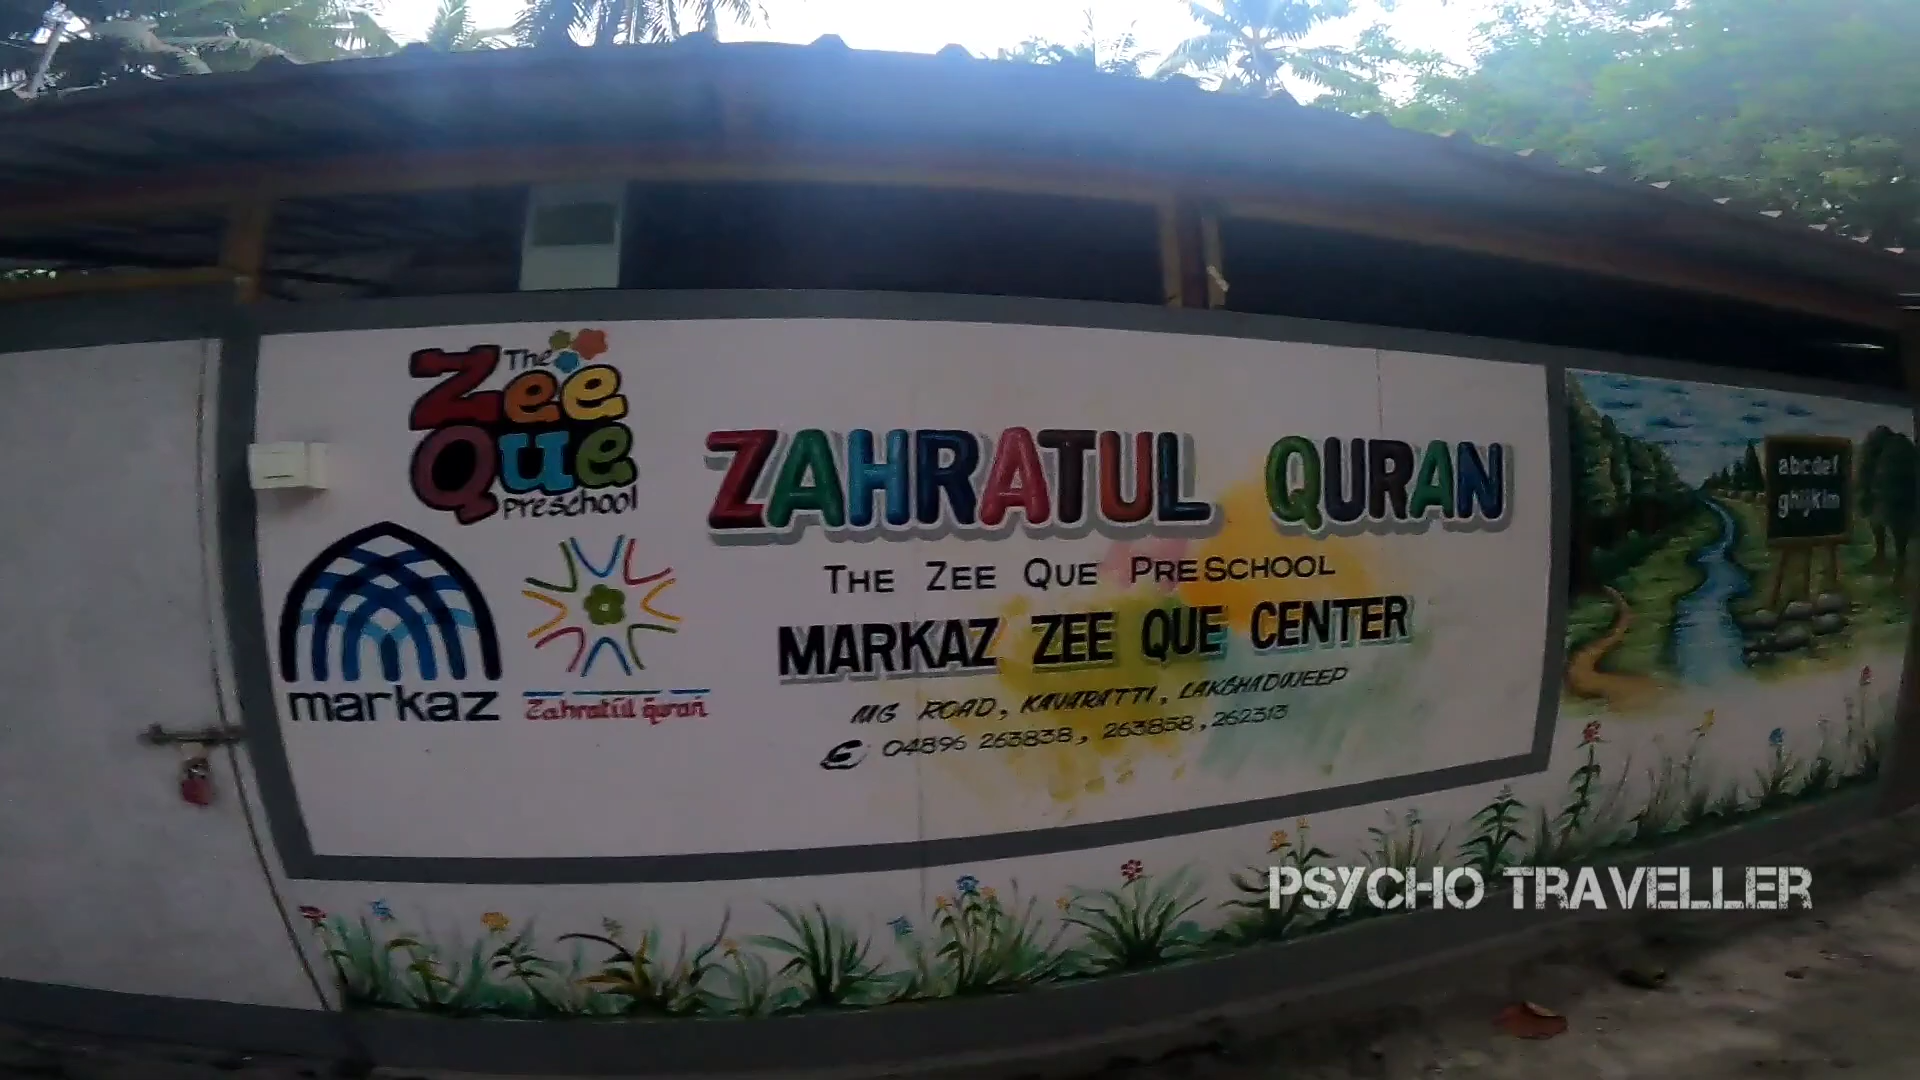 The
Zee
Que
Preschool
markaz
Zahratul quran
ZAHRATUL QURAN
THE ZEE QUE PRESCHOOL
MARKAZ ZEE QUE CENTER
MG ROAD, KAVARATTI, LAKSHADWEEP
04896 263838, 263858, 262313
abcdef
ghijklm
PSYCHO TRAVELLER